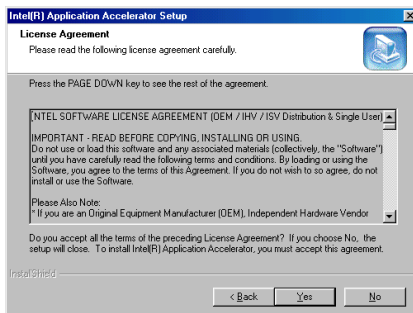 Intel(R) Application Accelerator Setup
License Agreement
Please read the following license agreement carefully.
Press the PAGE DOWN key to see the rest of the agreement.
INTEL SOFTWARE LICENSE AGREEMENT (OEM / IHV / ISV Distribution & Single User)
IMPORTANT - READ BEFORE COPYING, INSTALLING OR USING.
Do not use or load this software and any associated materials (collectively, the "Software")
until you have carefully read the following terms and conditions. By loading or using the
Software, you agree to the terms of this Agreement. If you do not wish to so agree, do not
install or use the Software.
Please Also Note:
* If you are an Original Equipment Manufacturer (OEM), Independent Hardware Vendor
Do you accept all the terms of the preceding License Agreement? If you choose No, the
setup will close. To install Intel(R) Application Accelerator, you must accept this agreement.
InstallShield
< Back Yes No